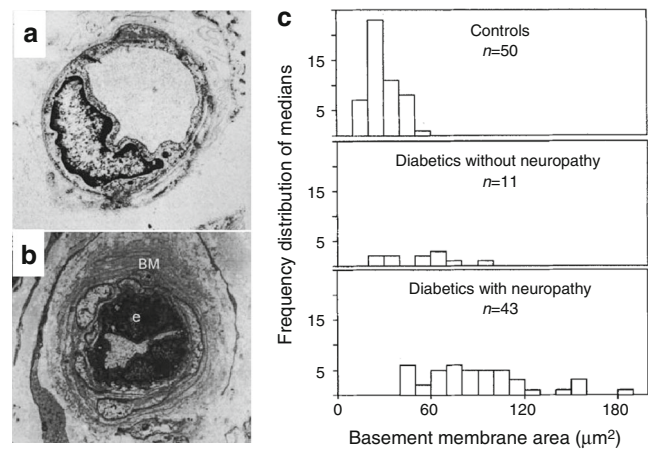 a
b
BM
e
c
Frequency distribution of medians
Controls
n=50
15
5
Diabetics without neuropathy
n=11
15
5
Diabetics with neuropathy
n=43
15
5
0
60
120
180
Basement membrane area (μm²)